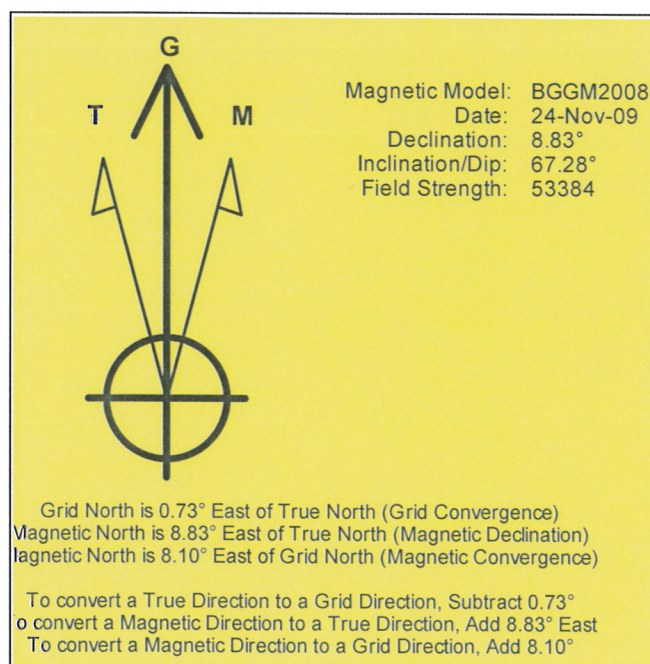 G
T
M
Magnetic Model: BGGM2008
Date: 24-Nov-09
Declination: 8.83°
Inclination/Dip: 67.28°
Field Strength: 53384
Grid North is 0.73° East of True North (Grid Convergence)
Magnetic North is 8.83° East of True North (Magnetic Declination)
agnetic North is 8.10° East of Grid North (Magnetic Convergence)
To convert a True Direction to a Grid Direction, Subtract 0.73°
o convert a Magnetic Direction to a True Direction, Add 8.83° East
To convert a Magnetic Direction to a Grid Direction, Add 8.10°